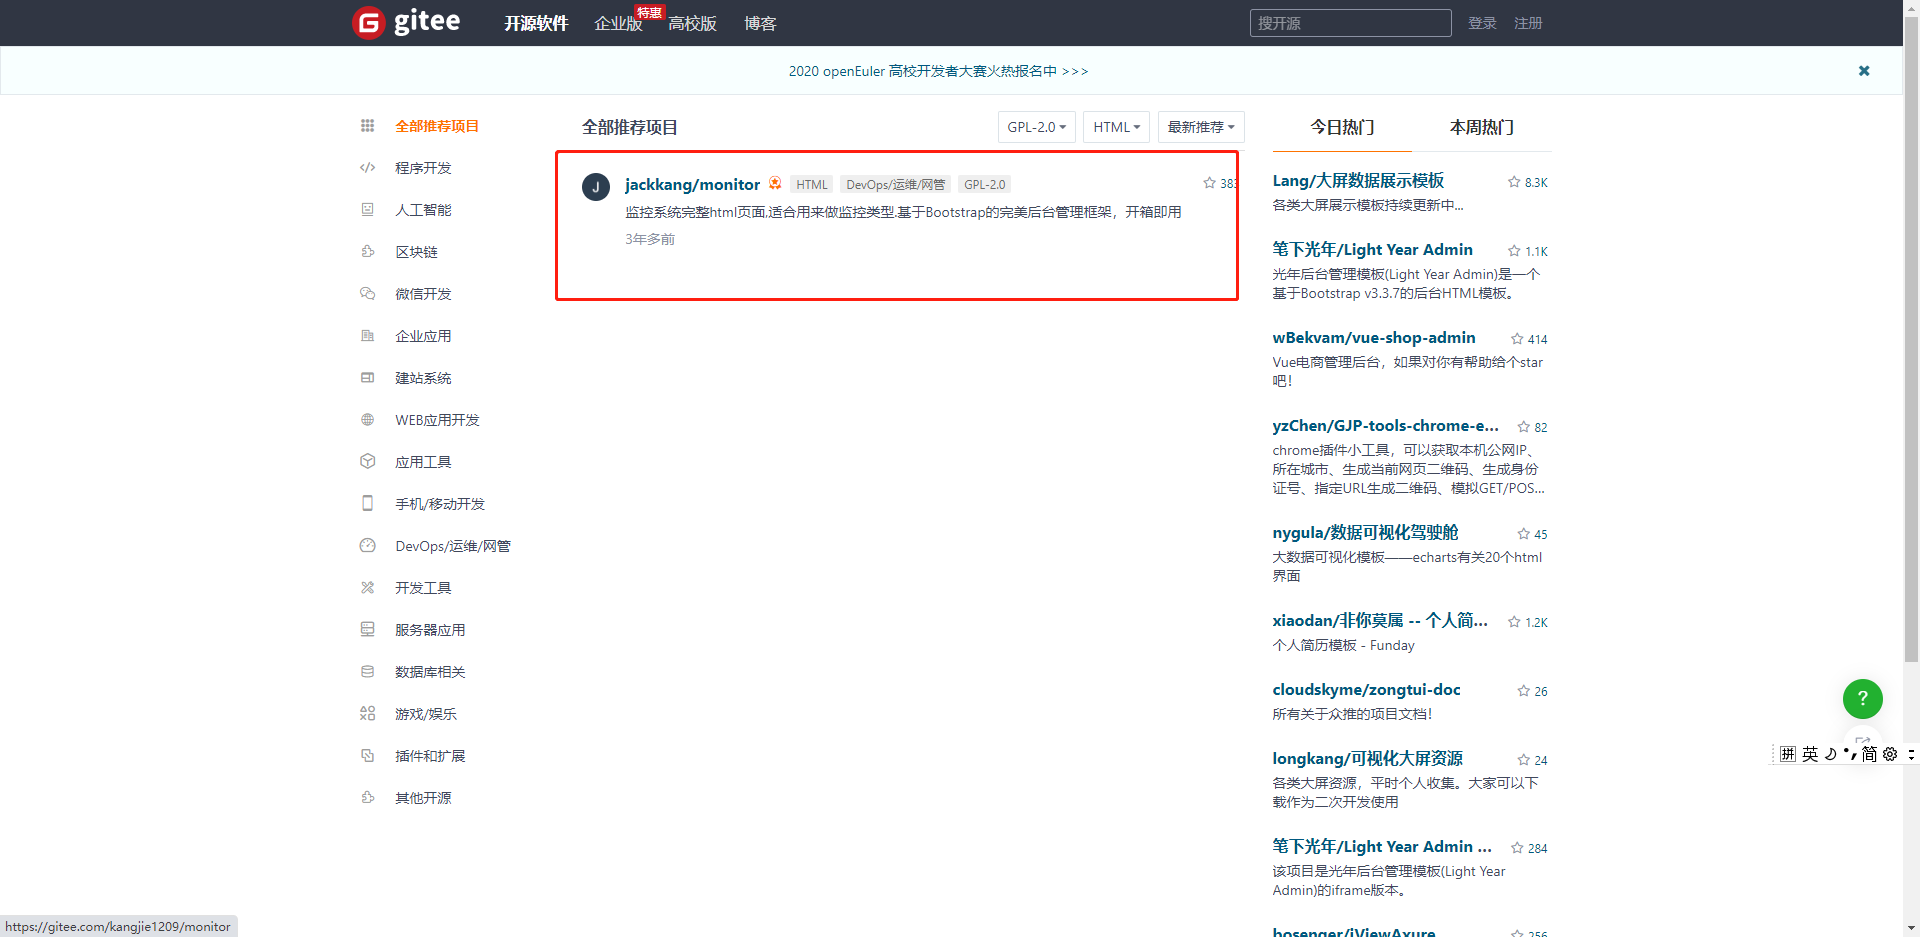 gitee
开源软件
企业版
特惠
高校版
博客
搜开源
登录
注册
2020 openEuler 高校开发者大赛火热报名中 >>>
全部推荐项目
程序开发
人工智能
区块链
微信开发
企业应用
建站系统
WEB应用开发
应用工具
手机/移动开发
DevOps/运维/网管
开发工具
服务器应用
数据库相关
游戏/娱乐
插件和扩展
其他开源
全部推荐项目
GPL-2.0
HTML
最新推荐
J
jackkang/monitor HTML DevOps/运维/网管 GPL-2.0 383
监控系统完整html页面,适合用来做监控类型.基于Bootstrap的完美后台管理框架，开箱即用
3年多前
今日热门
本周热门
Lang/大屏数据展示模板 8.3K
各类大屏展示模板持续更新中...
笔下光年/Light Year Admin 1.1K
光年后台管理模板(Light Year Admin)是一个
基于Bootstrap v3.3.7的后台HTML模板。
wBekvam/vue-shop-admin 414
Vue电商管理后台，如果对你有帮助给个star
吧！
yzChen/GJP-tools-chrome-e... 82
chrome插件小工具，可以获取本机公网IP、
所在城市、生成当前网页二维码、生成身份
证号、指定URL生成二维码、模拟GET/POS...
nygula/数据可视化驾驶舱 45
大数据可视化模板——echarts有关20个html
界面
xiaodan/非你莫属 -- 个人简... 1.2K
个人简历模板 - Funday
cloudskyme/zongtui-doc 26
所有关于众推的项目文档！
longkang/可视化大屏资源 24
各类大屏资源，平时个人收集。大家可以下
载作为二次开发使用
笔下光年/Light Year Admin ... 284
该项目是光年后台管理模板(Light Year
Admin)的iframe版本。
bosenger/iViewAxure 256
?
拼 英 简
https://gitee.com/kangjie1209/monitor